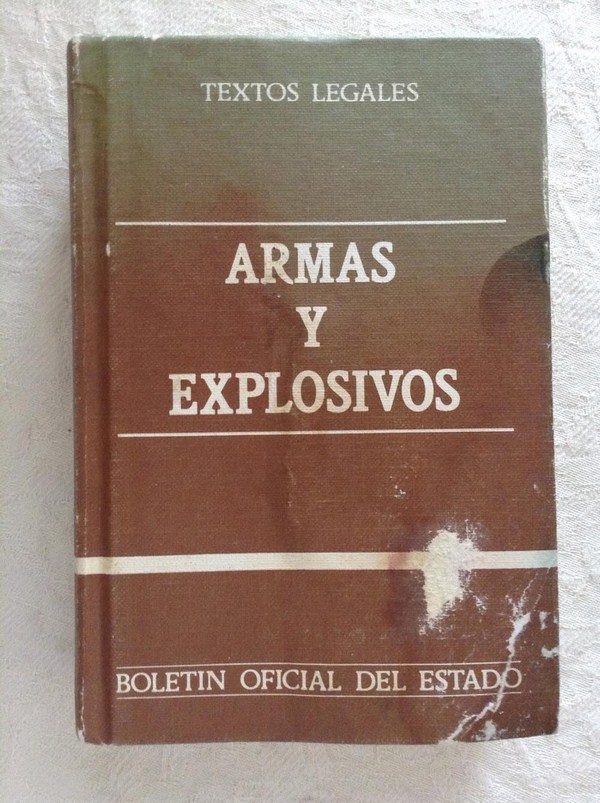 TEXTOS LEGALES
ARMAS
Y
EXPLOSIVOS
BOLETIN OFICIAL DEL ESTADO